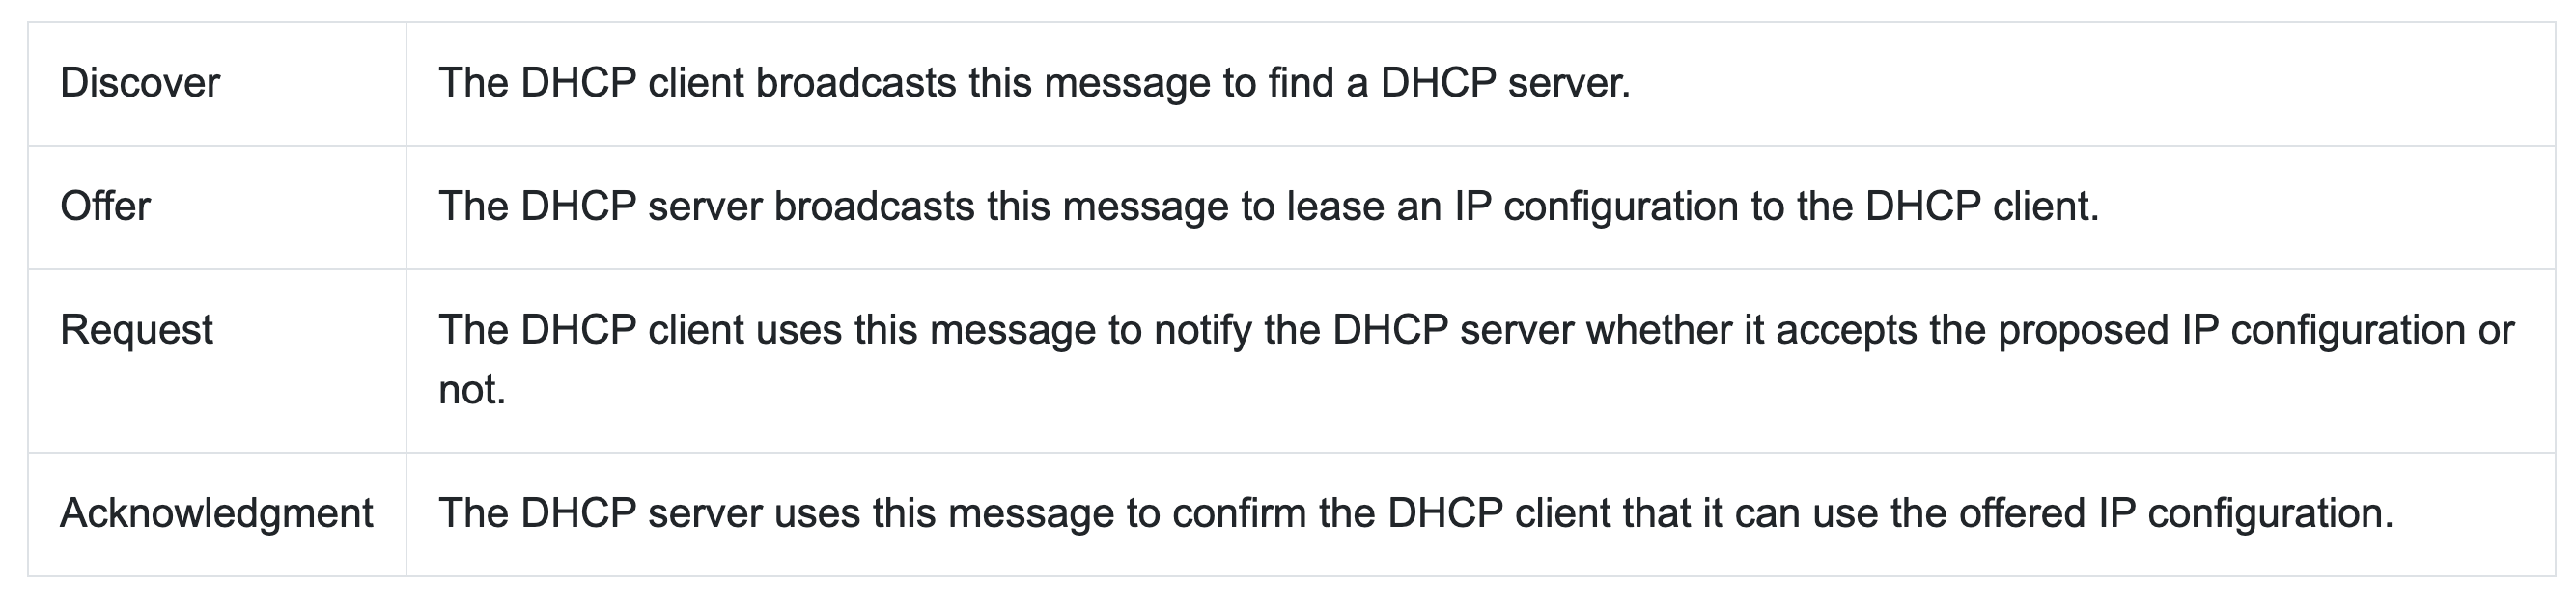 Discover
The DHCP client broadcasts this message to find a DHCP server.
Offer
The DHCP server broadcasts this message to lease an IP configuration to the DHCP client.
Request
The DHCP client uses this message to notify the DHCP server whether it accepts the proposed IP configuration or
not.
Acknowledgment
The DHCP server uses this message to confirm the DHCP client that it can use the offered IP configuration.